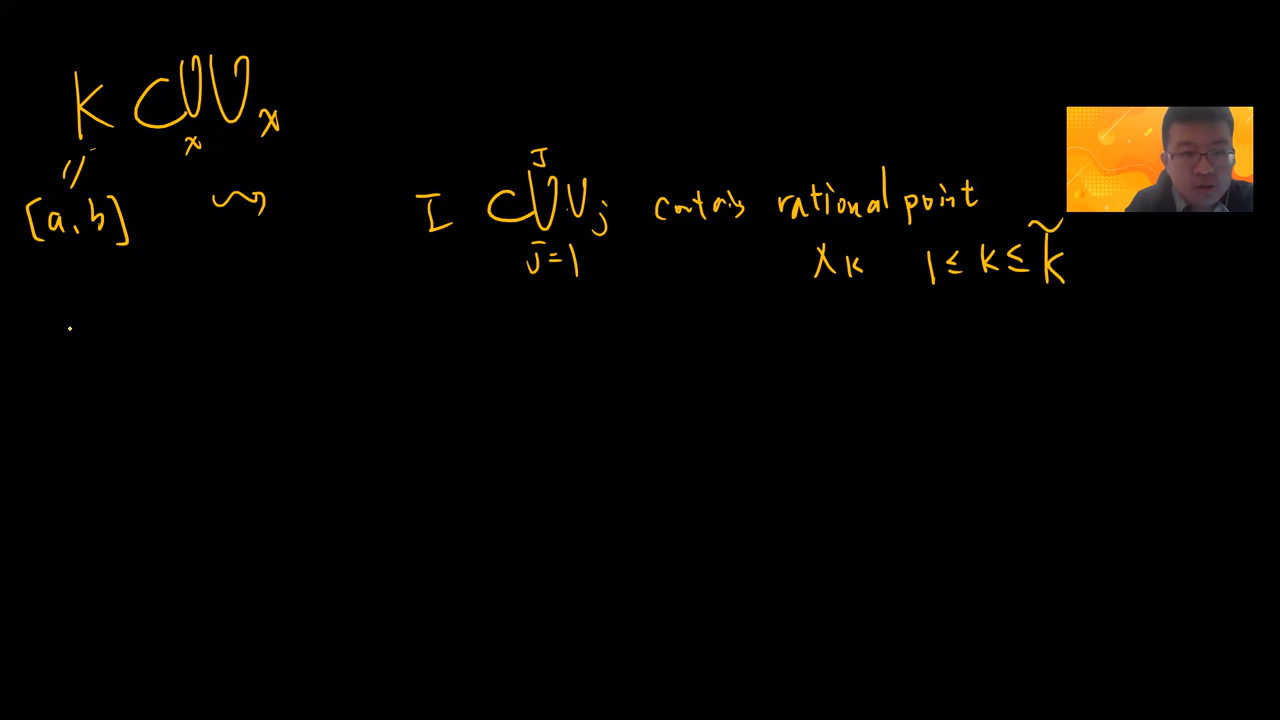 K ⊂ ∪ U_x
x
‖
[a, b] ⇝ I ⊂ ∪_{j=1}^{J} U_j contains rational point
x_k 1 ≤ k ≤ k̃